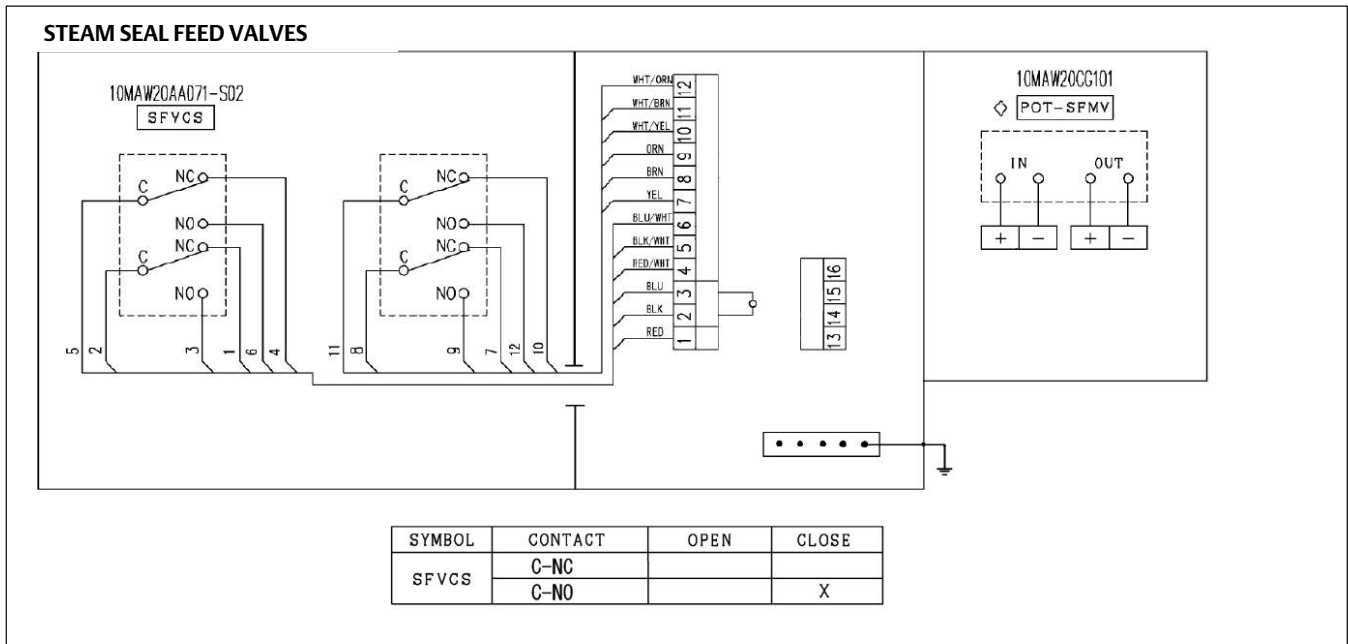 STEAM SEAL FEED VALVES
10MAW20AA071-S02
SFVCS
C NC
NO
C NC
NO
C NC
NO
C NC
NO
5 2 3 1 6 4
11 8 9 7 12 10
WHT/ORN 12
WHT/BRN 11
WHT/YEL 10
ORN 9
BRN 8
YEL 7
BLU/WHT 6
BLK/WHT 5
RED/WHT 4
BLU 3
BLK 2
RED 1
16
15
14
13
10MAW20CG101
POT-SFMV
IN OUT
+ - + -
SYMBOL CONTACT OPEN CLOSE
SFVCS
C-NC
C-NO X